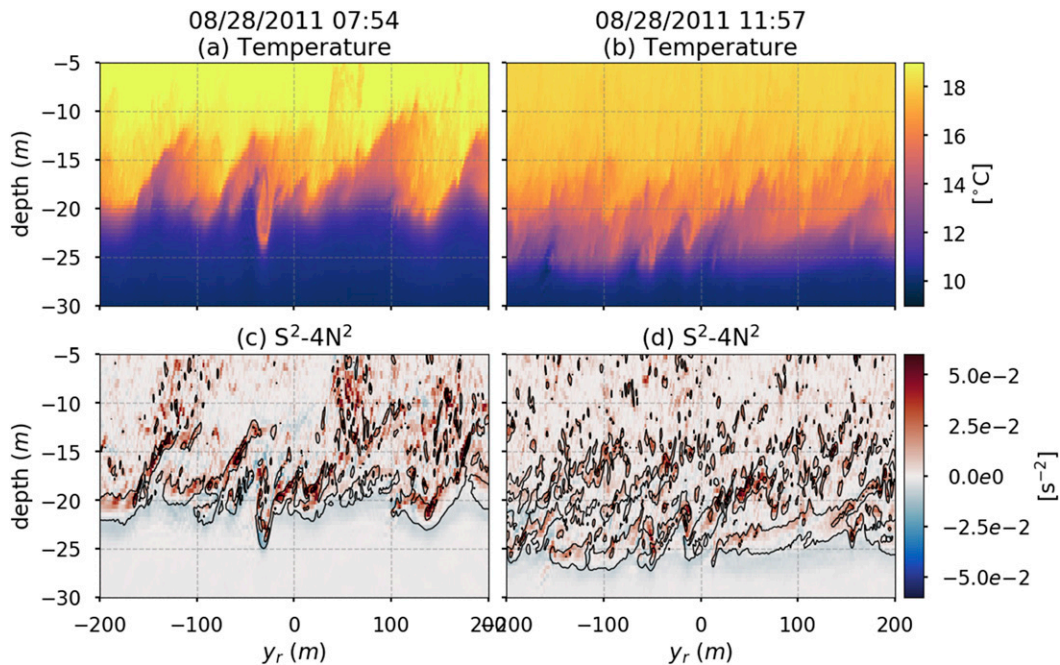 08/28/2011 07:54
(a) Temperature
08/28/2011 11:57
(b) Temperature
−5
−10
−15
−20
−25
−30
depth (m)
18
16
14
12
10
[°C]
(c) S²-4N²
(d) S²-4N²
−5
−10
−15
−20
−25
−30
depth (m)
5.0e−2
2.5e−2
0.0e0
−2.5e−2
−5.0e−2
[s⁻²]
−200 −100 0 100
−100 0 100 200
yᵣ (m)
yᵣ (m)